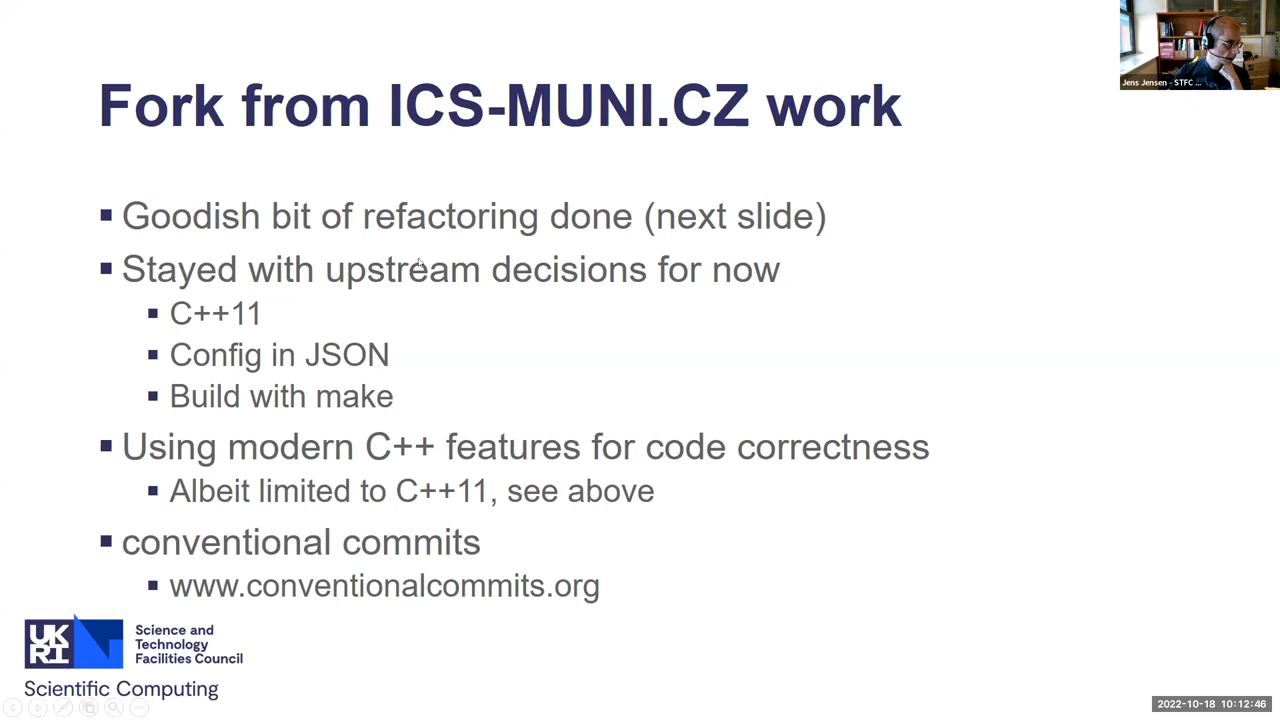 Jens Jensen - STFC ...
Fork from ICS-MUNI.CZ work
Goodish bit of refactoring done (next slide)
Stayed with upstream decisions for now
C++11
Config in JSON
Build with make
Using modern C++ features for code correctness
Albeit limited to C++11, see above
conventional commits
www.conventionalcommits.org
UKRI
Science and
Technology
Facilities Council
Scientific Computing
2022-10-18 10:12:46